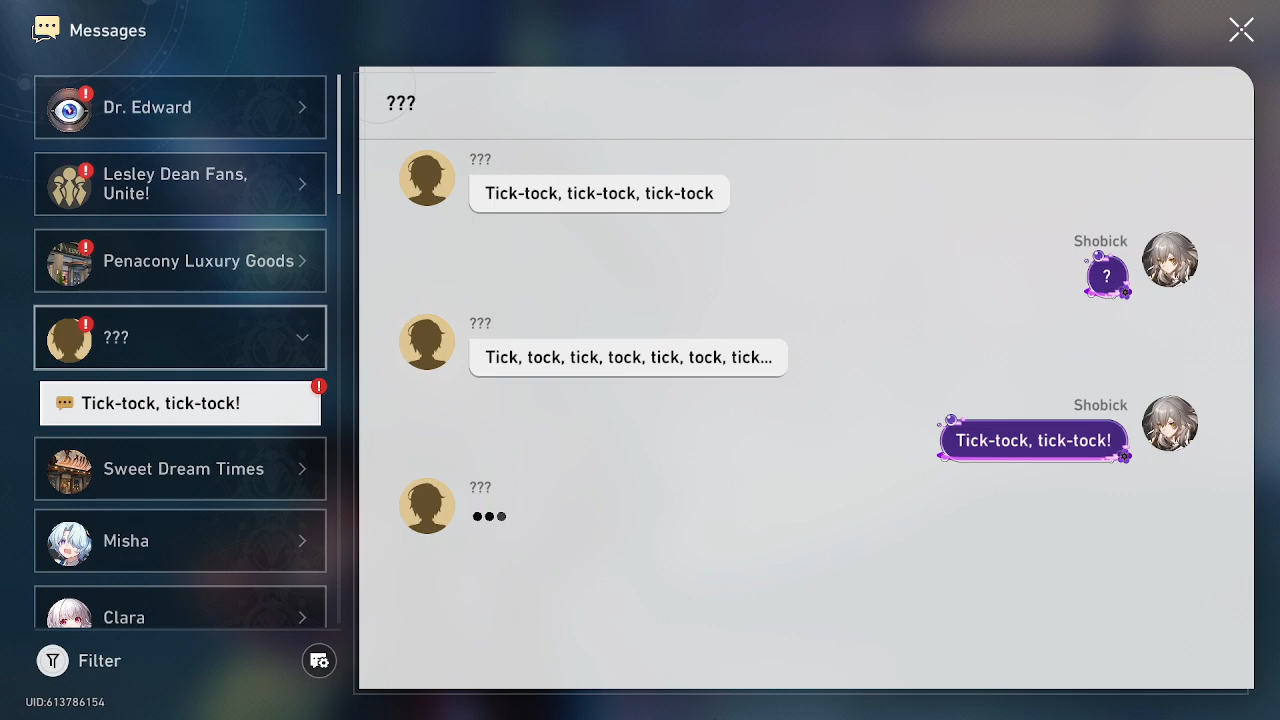 Messages
Dr. Edward
Lesley Dean Fans,
Unite!
Penacony Luxury Goods
???
Tick-tock, tick-tock!
Sweet Dream Times
Misha
Clara
Filter
UID:613786154
???
???
Tick-tock, tick-tock, tick-tock
Shobick
?
???
Tick, tock, tick, tock, tick, tock, tick...
Shobick
Tick-tock, tick-tock!
???